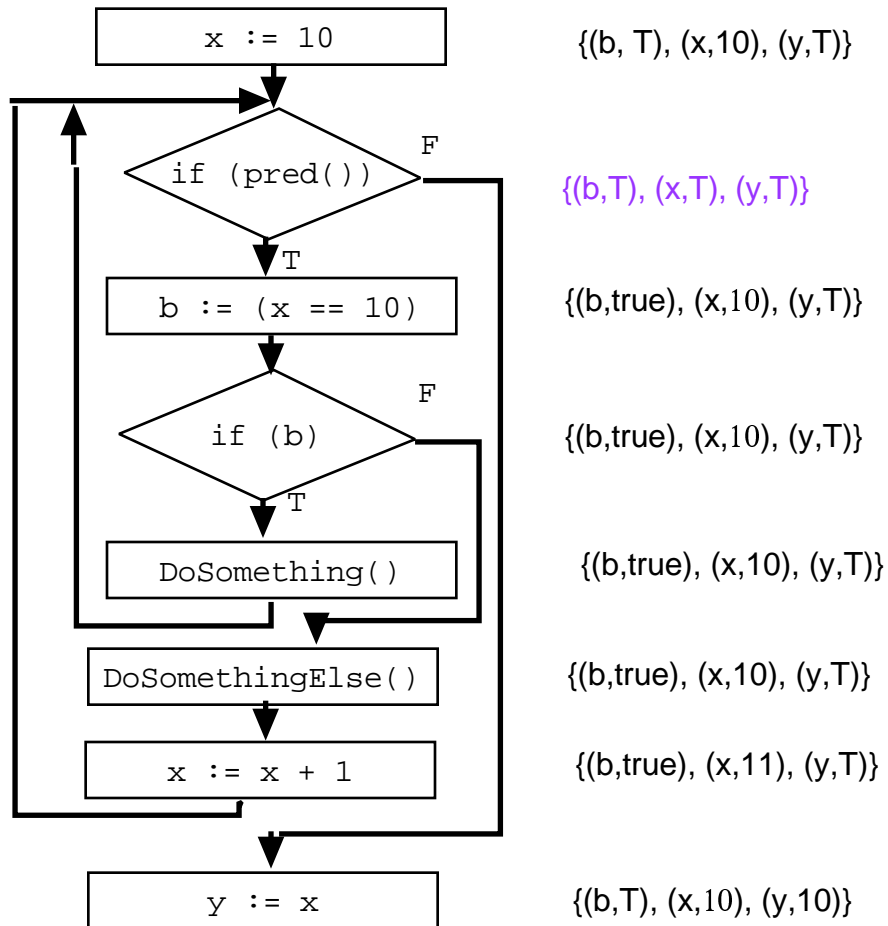 x := 10
{(b, T), (x,10), (y,T)}
F
if (pred())
{(b,T), (x,T), (y,T)}
T
b := (x == 10)
{(b,true), (x,10), (y,T)}
F
if (b)
{(b,true), (x,10), (y,T)}
T
DoSomething()
{(b,true), (x,10), (y,T)}
DoSomethingElse()
{(b,true), (x,10), (y,T)}
x := x + 1
{(b,true), (x,11), (y,T)}
y := x
{(b,T), (x,10), (y,10)}